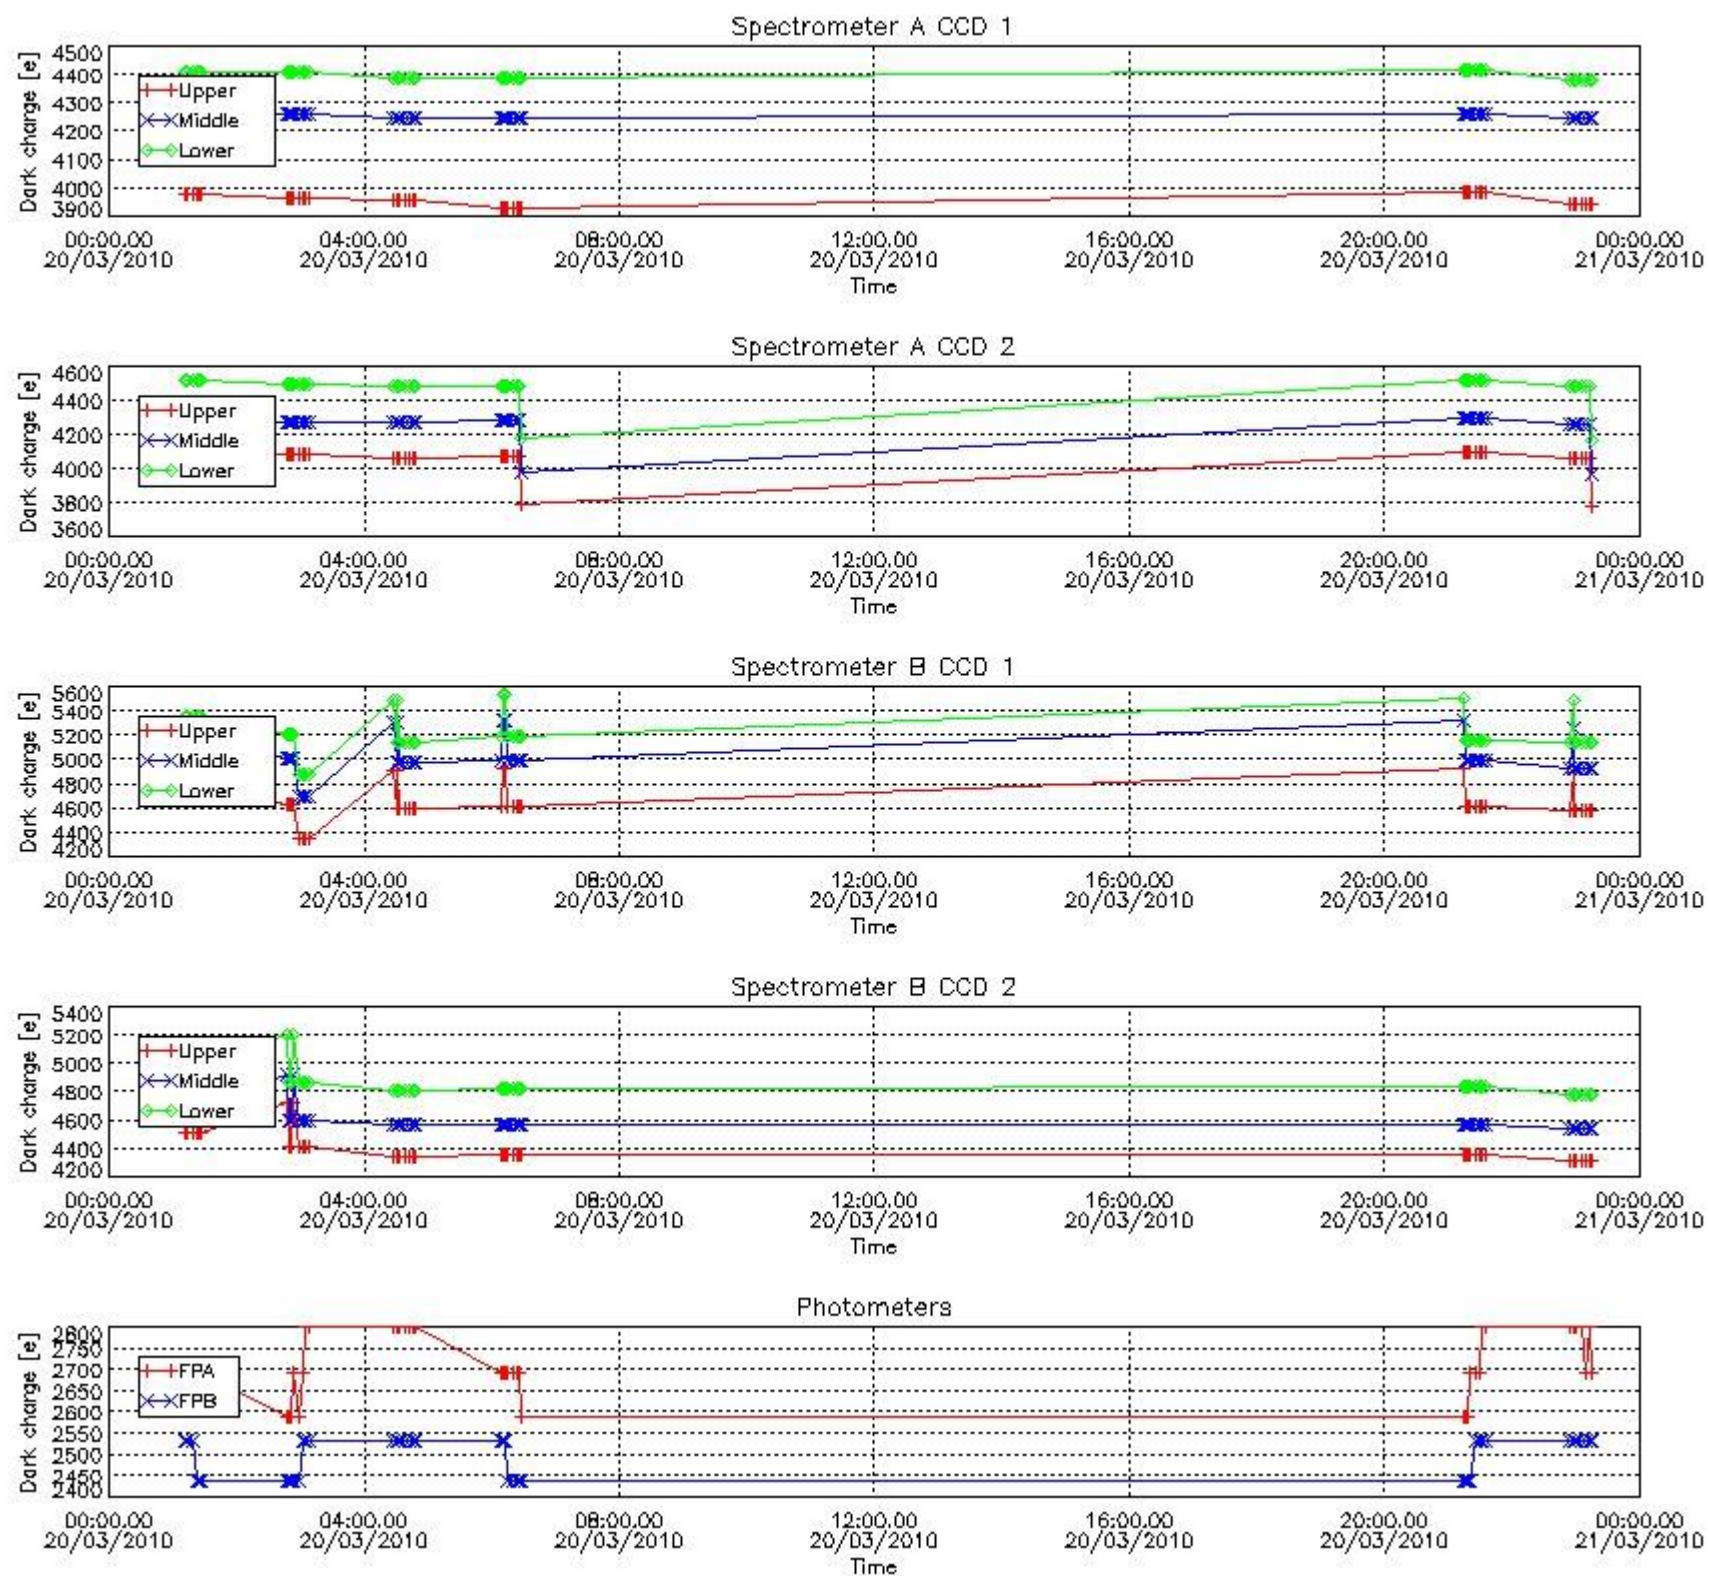 Spectrometer A CCD 1
Dark charge [e]
4500
4400
4300
4200
4100
4000
3900
Upper
Middle
Lower
00:00.00 04:00.00 08:00.00 12:00.00 16:00.00 20:00.00 00:00.00
20/03/2010 20/03/2010 20/03/2010 20/03/2010 20/03/2010 20/03/2010 21/03/2010
Time
Spectrometer A CCD 2
Dark charge [e]
4600
4400
4200
4000
3800
3600
Upper
Middle
Lower
00:00.00 04:00.00 08:00.00 12:00.00 16:00.00 20:00.00 00:00.00
20/03/2010 20/03/2010 20/03/2010 20/03/2010 20/03/2010 20/03/2010 21/03/2010
Time
Spectrometer B CCD 1
Dark charge [e]
5600
5400
5200
5000
4800
4600
4400
4200
Upper
Middle
Lower
00:00.00 04:00.00 08:00.00 12:00.00 16:00.00 20:00.00 00:00.00
20/03/2010 20/03/2010 20/03/2010 20/03/2010 20/03/2010 20/03/2010 21/03/2010
Time
Spectrometer B CCD 2
Dark charge [e]
5400
5200
5000
4800
4600
4400
4200
Upper
Middle
Lower
00:00.00 04:00.00 08:00.00 12:00.00 16:00.00 20:00.00 00:00.00
20/03/2010 20/03/2010 20/03/2010 20/03/2010 20/03/2010 20/03/2010 21/03/2010
Time
Photometers
Dark charge [e]
2800
2750
2700
2650
2600
2550
2500
2450
2400
FPA
FPB
00:00.00 04:00.00 08:00.00 12:00.00 16:00.00 20:00.00 00:00.00
20/03/2010 20/03/2010 20/03/2010 20/03/2010 20/03/2010 20/03/2010 21/03/2010
Time